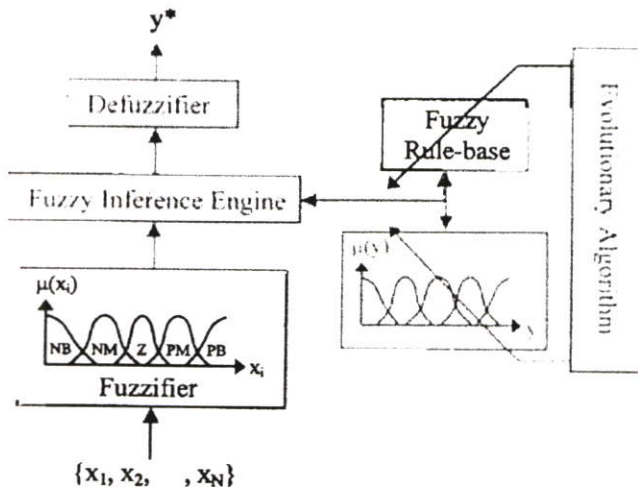 y*
Defuzzifier
Fuzzy
Rule-base
Fuzzy Inference Engine
Evolutionary Algorithm
μ(y)
y
μ(xᵢ)
NB NM Z PM PB
xᵢ
Fuzzifier
{x₁, x₂, , x_N}